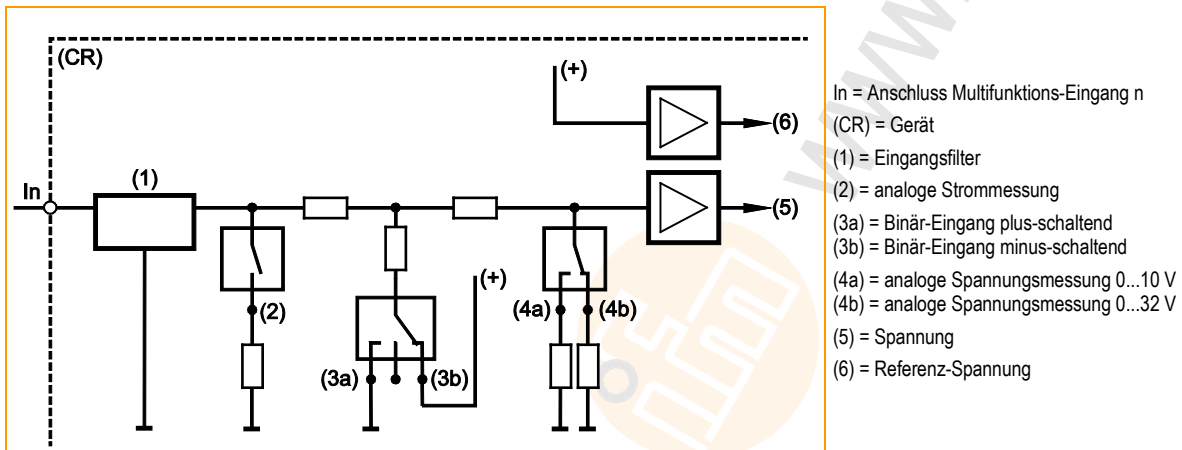 (CR)
(+)
(6)
In
(1)
(5)
(2)
(+)
(4a)
(4b)
(3a)
(3b)
In = Anschluss Multifunktions-Eingang n
(CR) = Gerät
(1) = Eingangsfilter
(2) = analoge Strommessung
(3a) = Binär-Eingang plus-schaltend
(3b) = Binär-Eingang minus-schaltend
(4a) = analoge Spannungsmessung 0...10 V
(4b) = analoge Spannungsmessung 0...32 V
(5) = Spannung
(6) = Referenz-Spannung
ifm